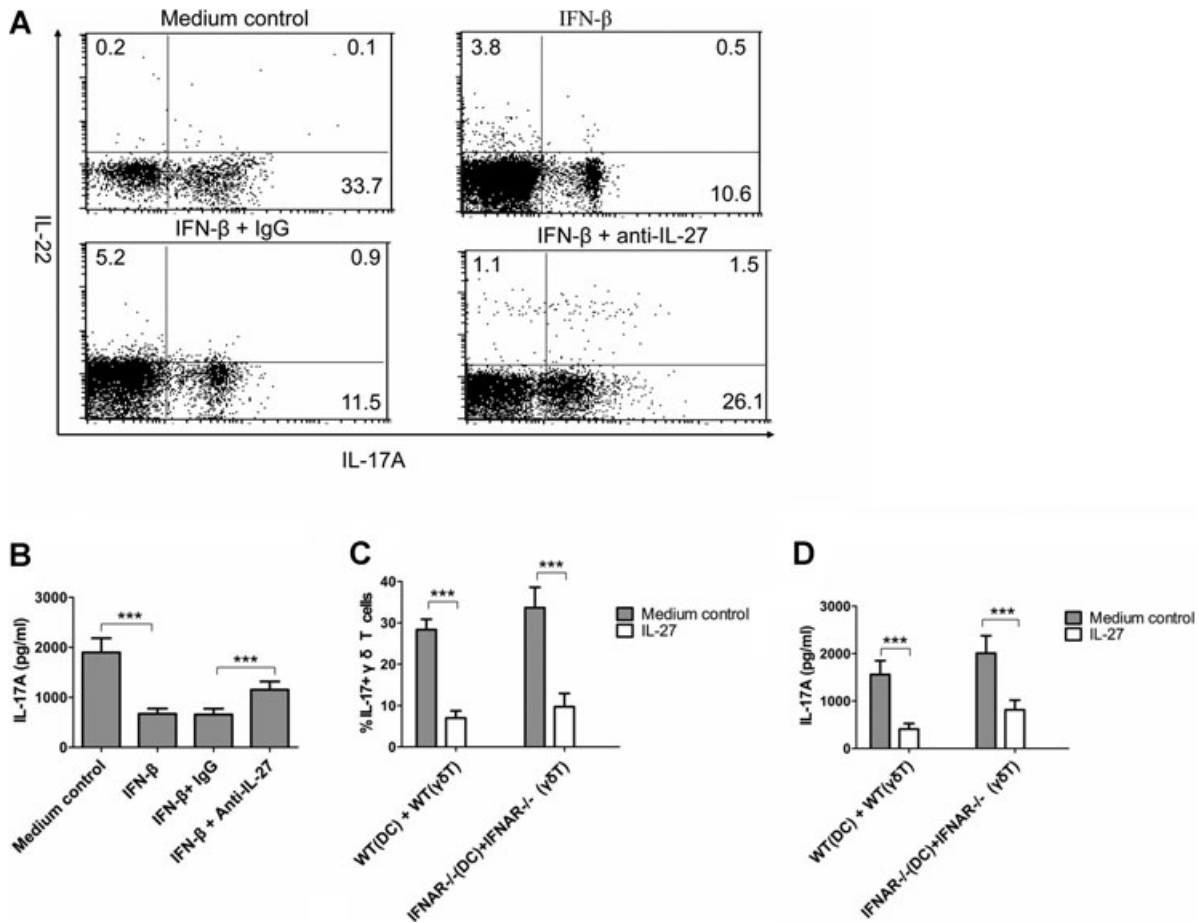 A
Medium control
IFN-β
0.2
0.1
3.8
0.5
33.7
10.6
IL-22
IFN-β + IgG
IFN-β + anti-IL-27
5.2
0.9
1.1
1.5
11.5
26.1
IL-17A
B
IL-17A (pg/ml)
3000
2000
1000
0
***
***
Medium control
IFN-β
IFN-β+ IgG
IFN-β + Anti-IL-27
C
% IL-17+ γ δ T cells
40
30
20
10
0
***
***
Medium control
IL-27
WT(DC) + WT(γδT)
IFNAR-/-(DC)+IFNAR-/- (γδT)
D
IL-17A (pg/ml)
3000
2000
1000
0
***
***
Medium control
IL-27
WT(DC) + WT(γδT)
IFNAR-/-(DC)+IFNAR-/- (γδT)